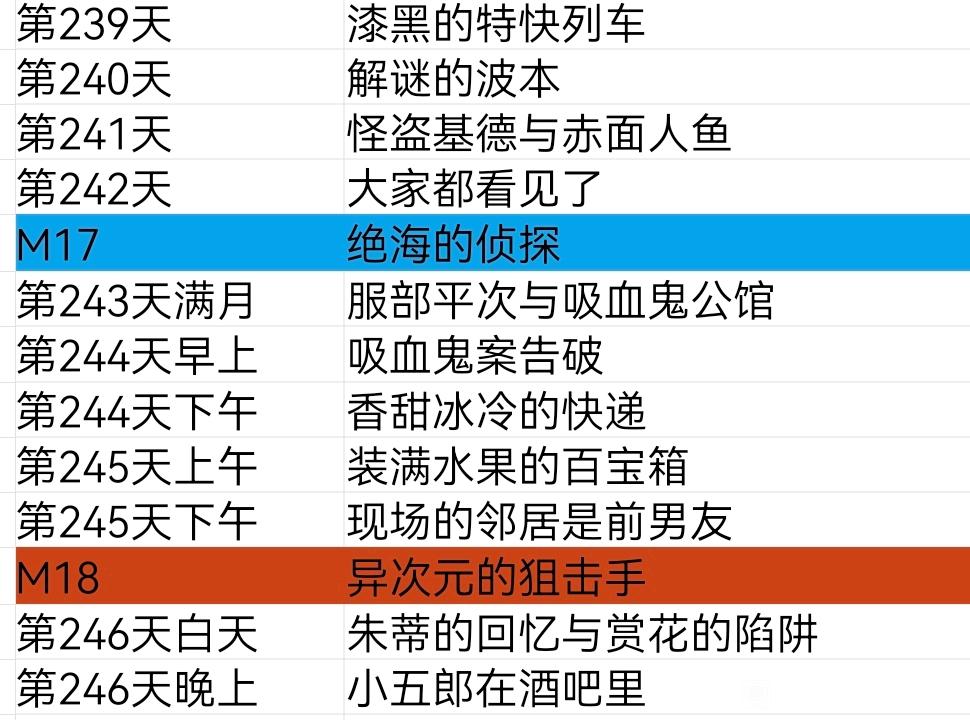 第239天 漆黑的特快列车
第240天 解谜的波本
第241天 怪盗基德与赤面人鱼
第242天 大家都看见了
M17 绝海的侦探
第243天满月 服部平次与吸血鬼公馆
第244天早上 吸血鬼案告破
第244天下午 香甜冰冷的快递
第245天上午 装满水果的百宝箱
第245天下午 现场的邻居是前男友
M18 异次元的狙击手
第246天白天 朱蒂的回忆与赏花的陷阱
第246天晚上 小五郎在酒吧里